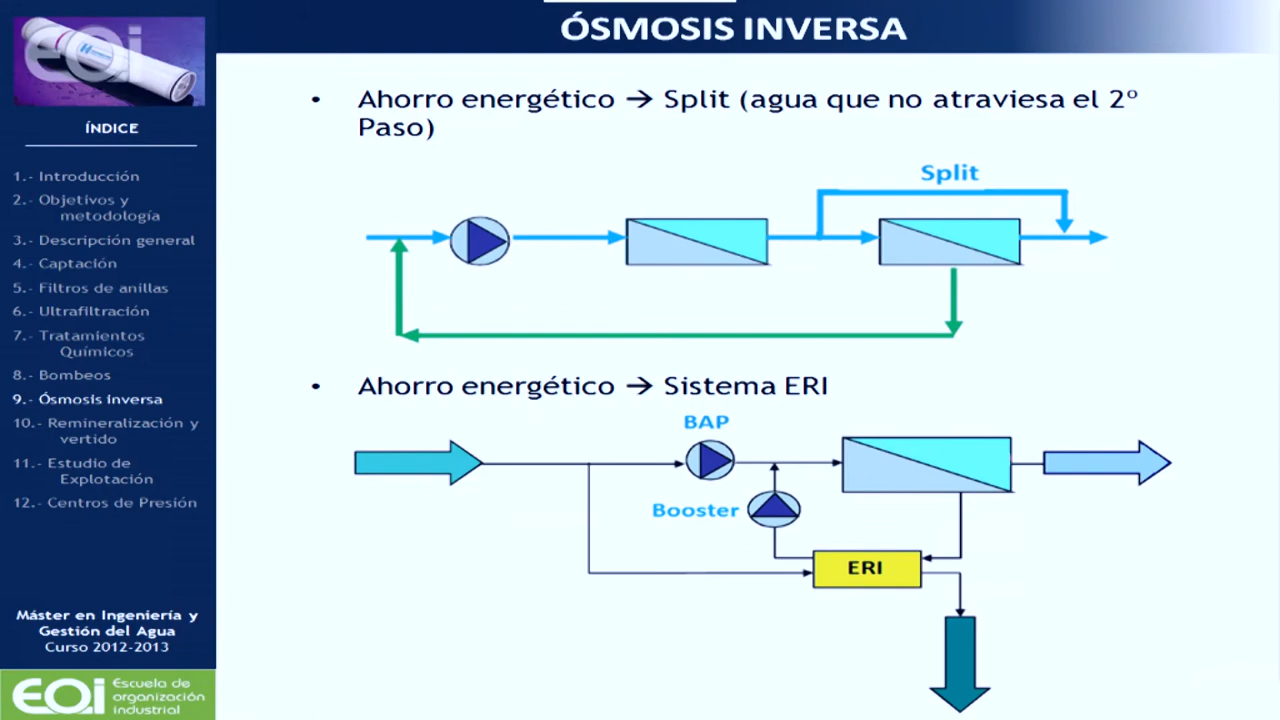 EOi
ÍNDICE
1.- Introducción
2.- Objetivos y
metodología
3.- Descripción general
4.- Captación
5.- Filtros de anillas
6.- Ultrafiltración
7.- Tratamientos
Químicos
8.- Bombeos
9.- Ósmosis inversa
10.- Remineralización y
vertido
11.- Estudio de
Explotación
12.- Centros de Presión
Máster en Ingeniería y
Gestión del Agua
Curso 2012-2013
EOi
Escuela de
organización
industrial
ÓSMOSIS INVERSA
• Ahorro energético → Split (agua que no atraviesa el 2º
Paso)
Split
• Ahorro energético → Sistema ERI
BAP
Booster
ERI